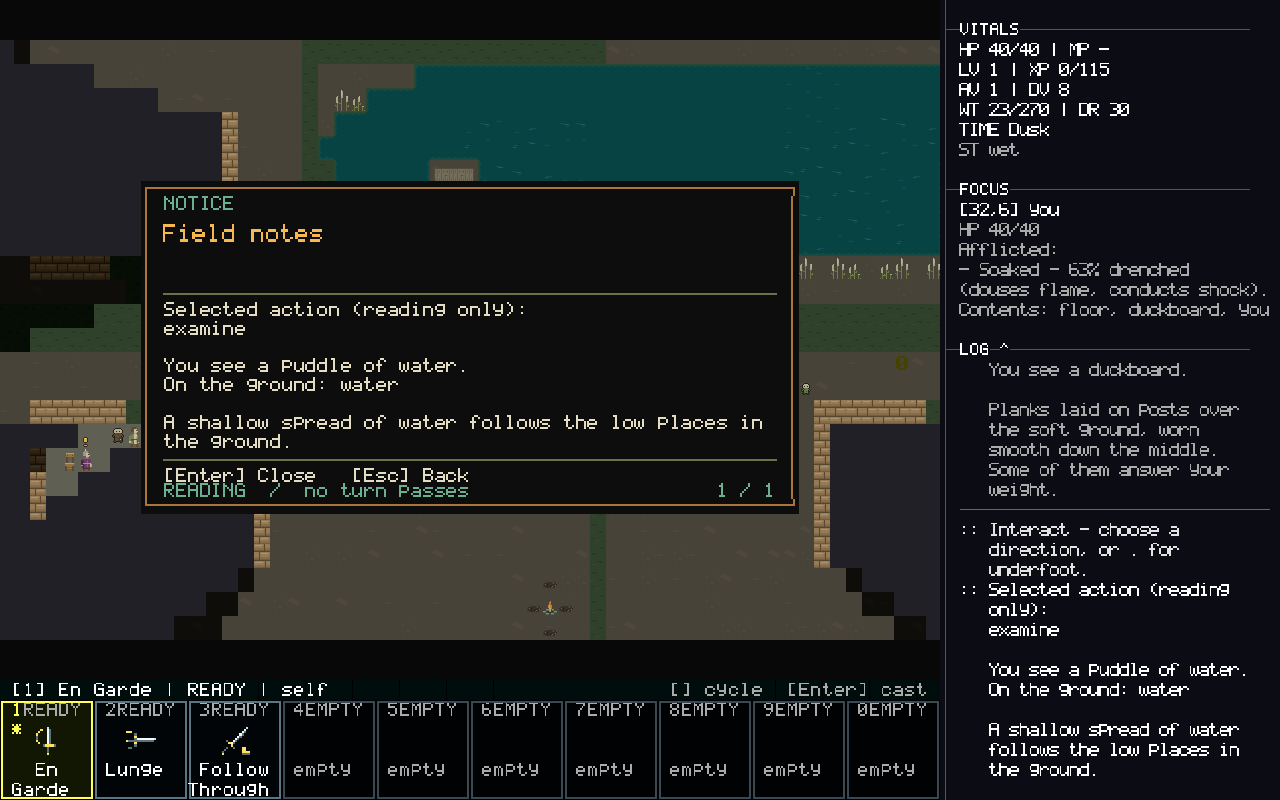 NOTICE
Field notes
Selected action (reading only):
examine
You see a Puddle of water.
On the ground: water
A shallow sPread of water follows the low Places in
the ground.
[Enter] Close [Esc] Back
READING / no turn Passes 1 / 1
VITALS
HP 40/40 | MP -
LV 1 | XP 0/115
AV 1 | DV 8
WT 23/270 | DR 30
TIME Dusk
ST wet
FOCUS
[32,6] You
HP 40/40
Afflicted:
- Soaked - 63% drenched
(douses flame, conducts shock).
Contents: floor, duckboard, You
LOG ^
You see a duckboard.
Planks laid on Posts over
the soft ground, worn
smooth down the middle.
Some of them answer Your
weight.
:: Interact - choose a
direction, or . for
underfoot.
:: Selected action (reading
only):
examine
You see a Puddle of water.
On the ground: water
A shallow sPread of water
follows the low Places in
the ground.
[1] En Garde | READY | self [] cycle [Enter] cast
1READY 2READY 3READY 4EMPTY 5EMPTY 6EMPTY 7EMPTY 8EMPTY 9EMPTY 0EMPTY
* En Garde
Lunge
Follow Through
emPty emPty emPty emPty emPty emPty emPty